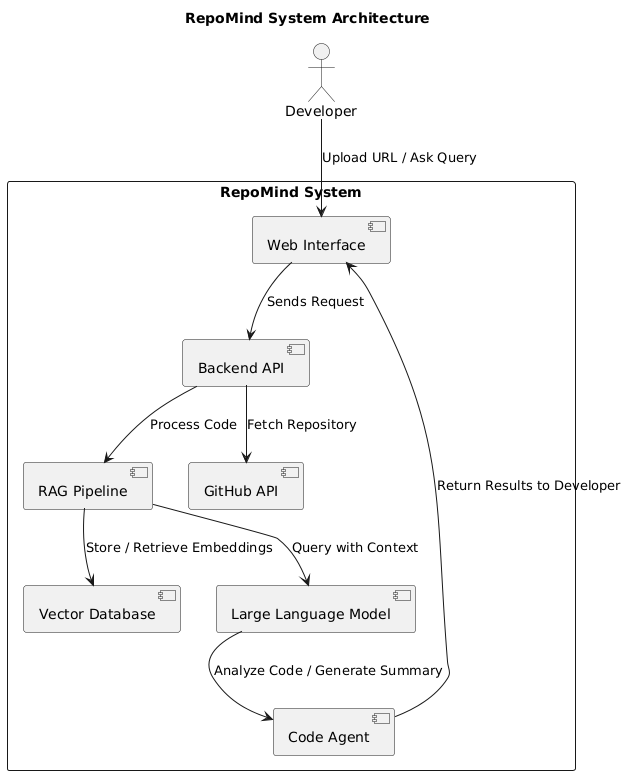 RepoMind System Architecture
Developer
Upload URL / Ask Query
RepoMind System
Web Interface
Sends Request
Backend API
Process Code
Fetch Repository
RAG Pipeline
GitHub API
Return Results to Developer
Store / Retrieve Embeddings
Query with Context
Vector Database
Large Language Model
Analyze Code / Generate Summary
Code Agent